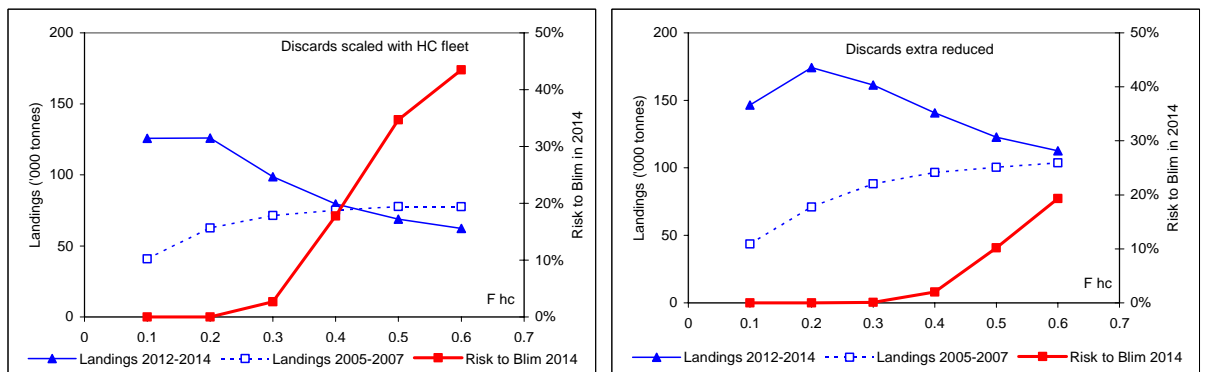 Discards scaled with HC fleet
Landings ('000 tonnes)
200
150
100
50
0
50%
40%
30%
20%
10%
0%
Risk to Blim in 2014
F hc
0 0.1 0.2 0.3 0.4 0.5 0.6 0.7
Landings 2012-2014 Landings 2005-2007 Risk to Blim 2014
Discards extra reduced
Landings ('000 tonnes)
200
150
100
50
0
50%
40%
30%
20%
10%
0%
Risk to Blim in 2014
F hc
0 0.1 0.2 0.3 0.4 0.5 0.6 0.7
Landings 2012-2014 Landings 2005-2007 Risk to Blim 2014